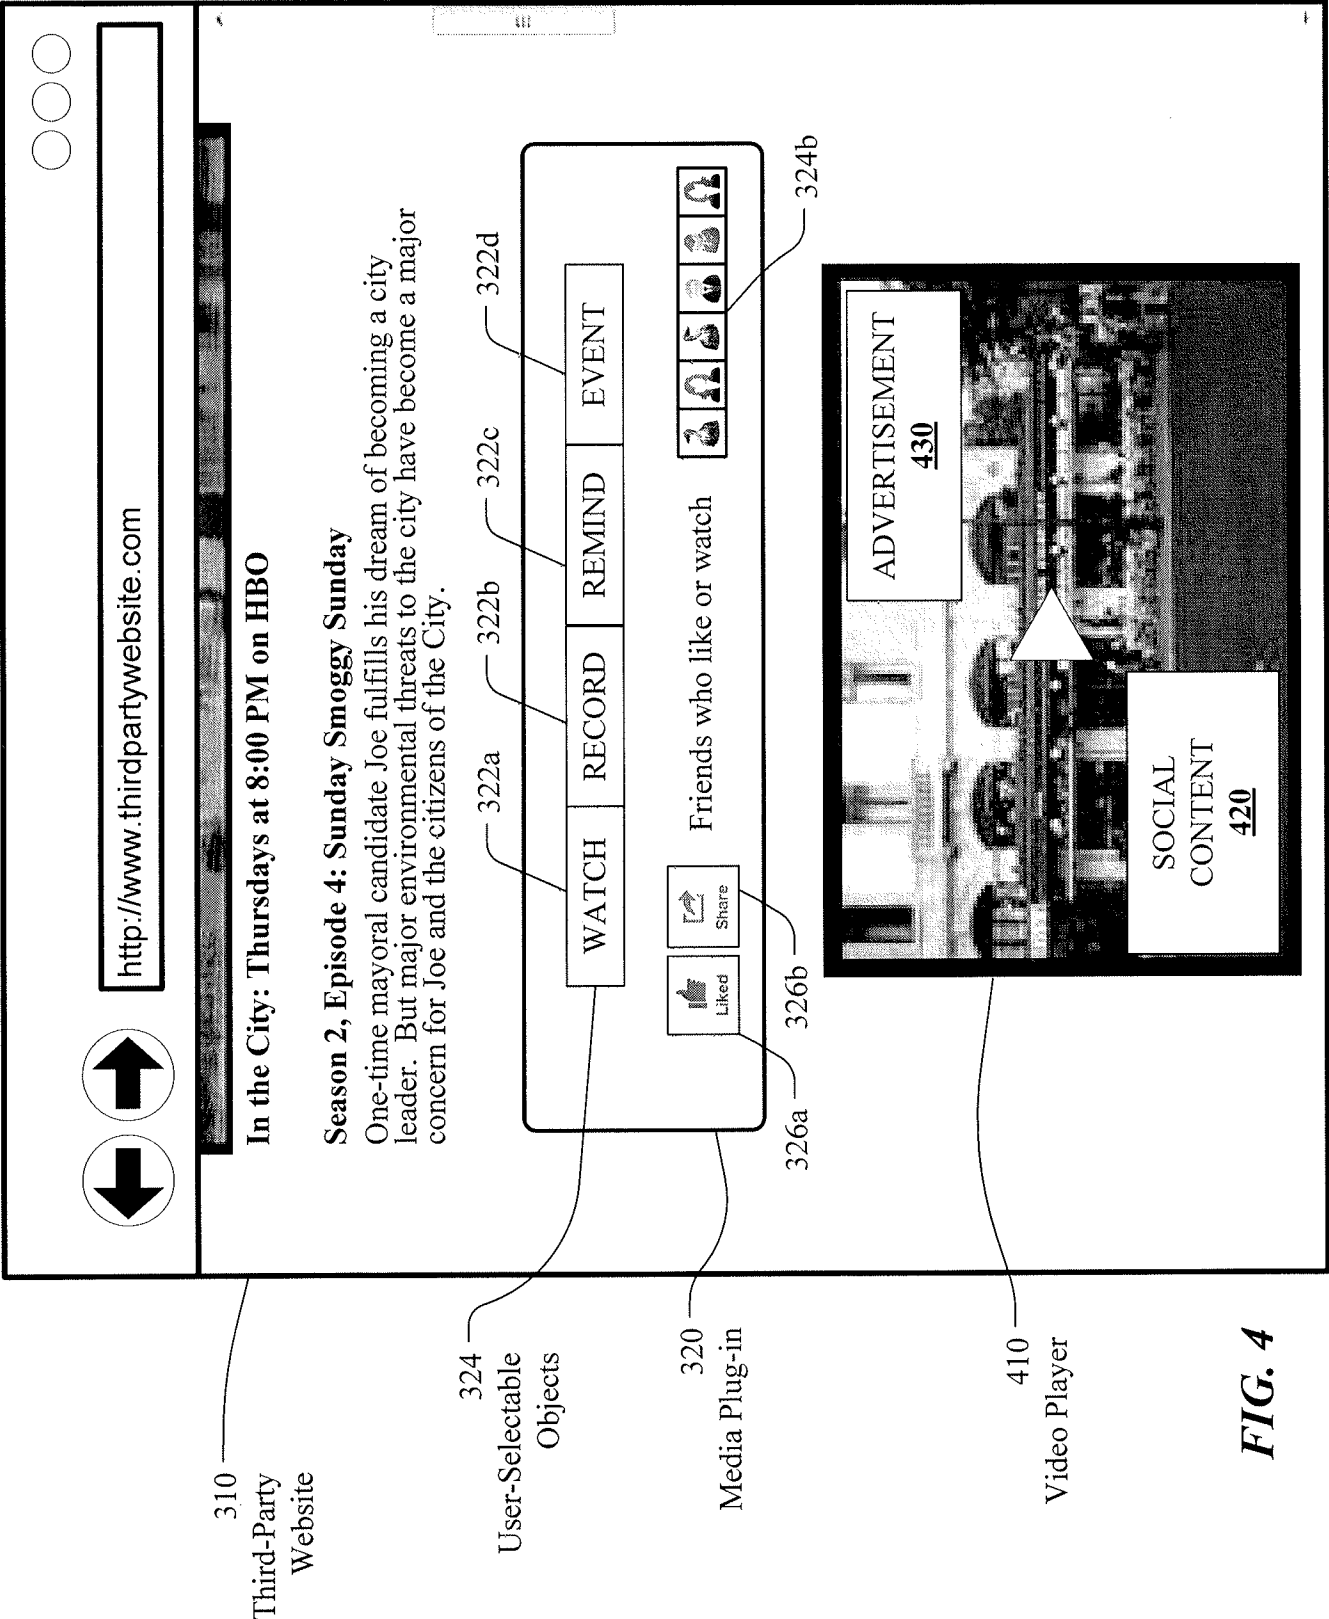 http://www.thirdpartywebsite.com
In the City: Thursdays at 8:00 PM on HBO
Season 2, Episode 4: Sunday Smoggy Sunday
One-time mayoral candidate Joe fulfills his dream of becoming a city
leader. But major environmental threats to the city have become a major
concern for Joe and the citizens of the City.
322a
322b
322c
322d
WATCH
RECORD
REMIND
EVENT
Liked
Share
Friends who like or watch
326a
326b
324b
ADVERTISEMENT
430
SOCIAL
CONTENT
420
310
Third-Party
Website
324
User-Selectable
Objects
320
Media Plug-in
410
Video Player
FIG. 4